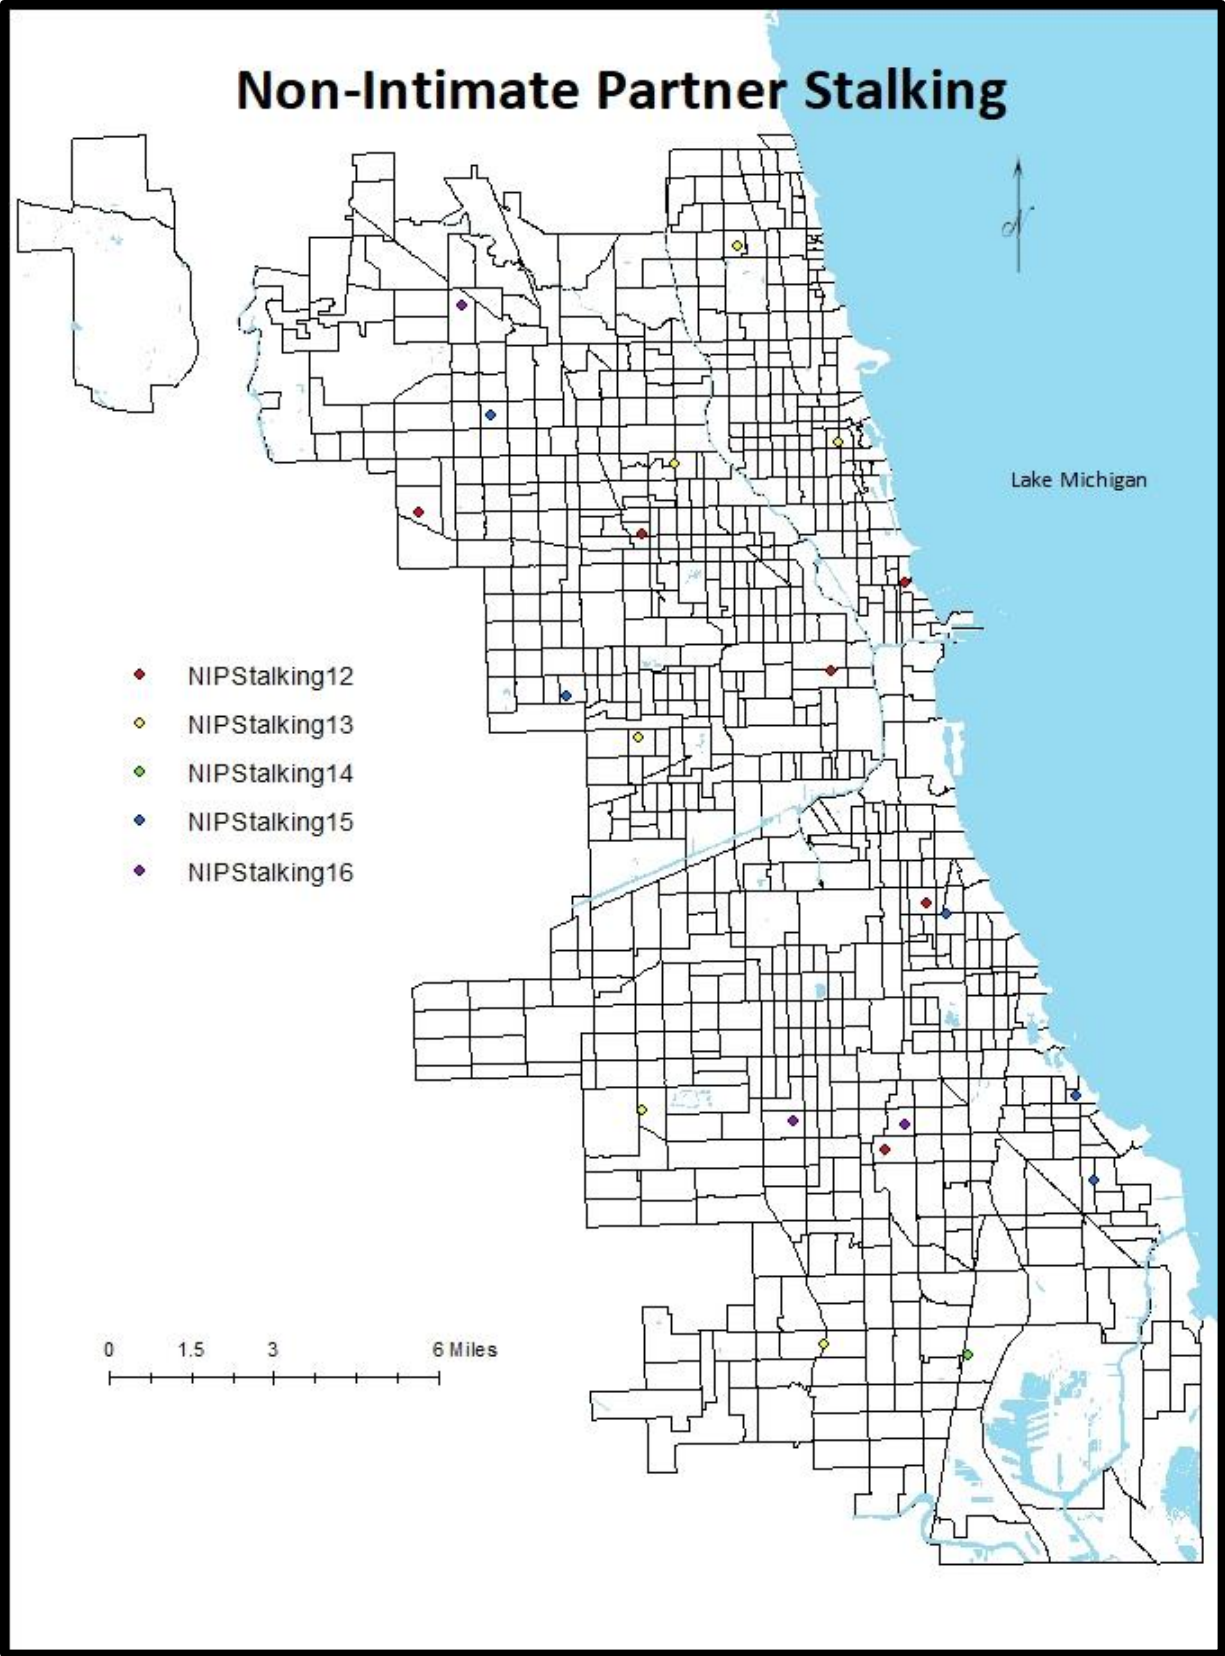 Non-Intimate Partner Stalking
N
Lake Michigan
NIPStalking12
NIPStalking13
NIPStalking14
NIPStalking15
NIPStalking16
0 1.5 3 6 Miles